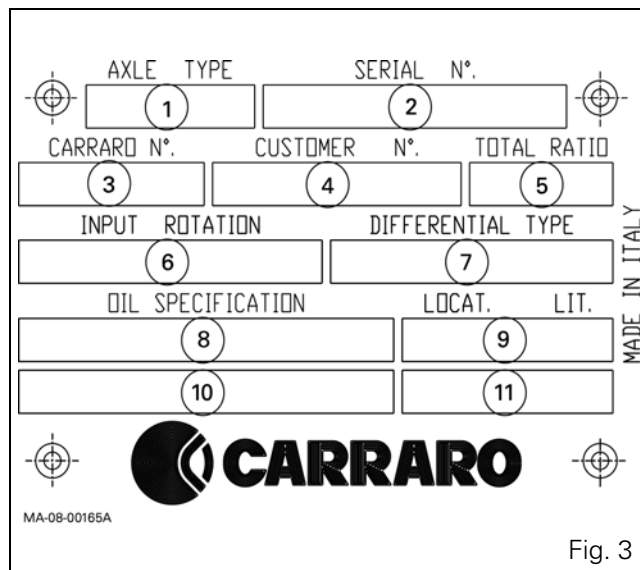 AXLE TYPE SERIAL N°.
1 2
CARRARO N°. CUSTOMER N°. TOTAL RATIO
3 4 5
INPUT ROTATION DIFFERENTIAL TYPE
6 7
OIL SPECIFICATION LOCAT. LIT.
8 9
10 11
MADE IN ITALY
CARRARO
MA-08-00165A
Fig. 3